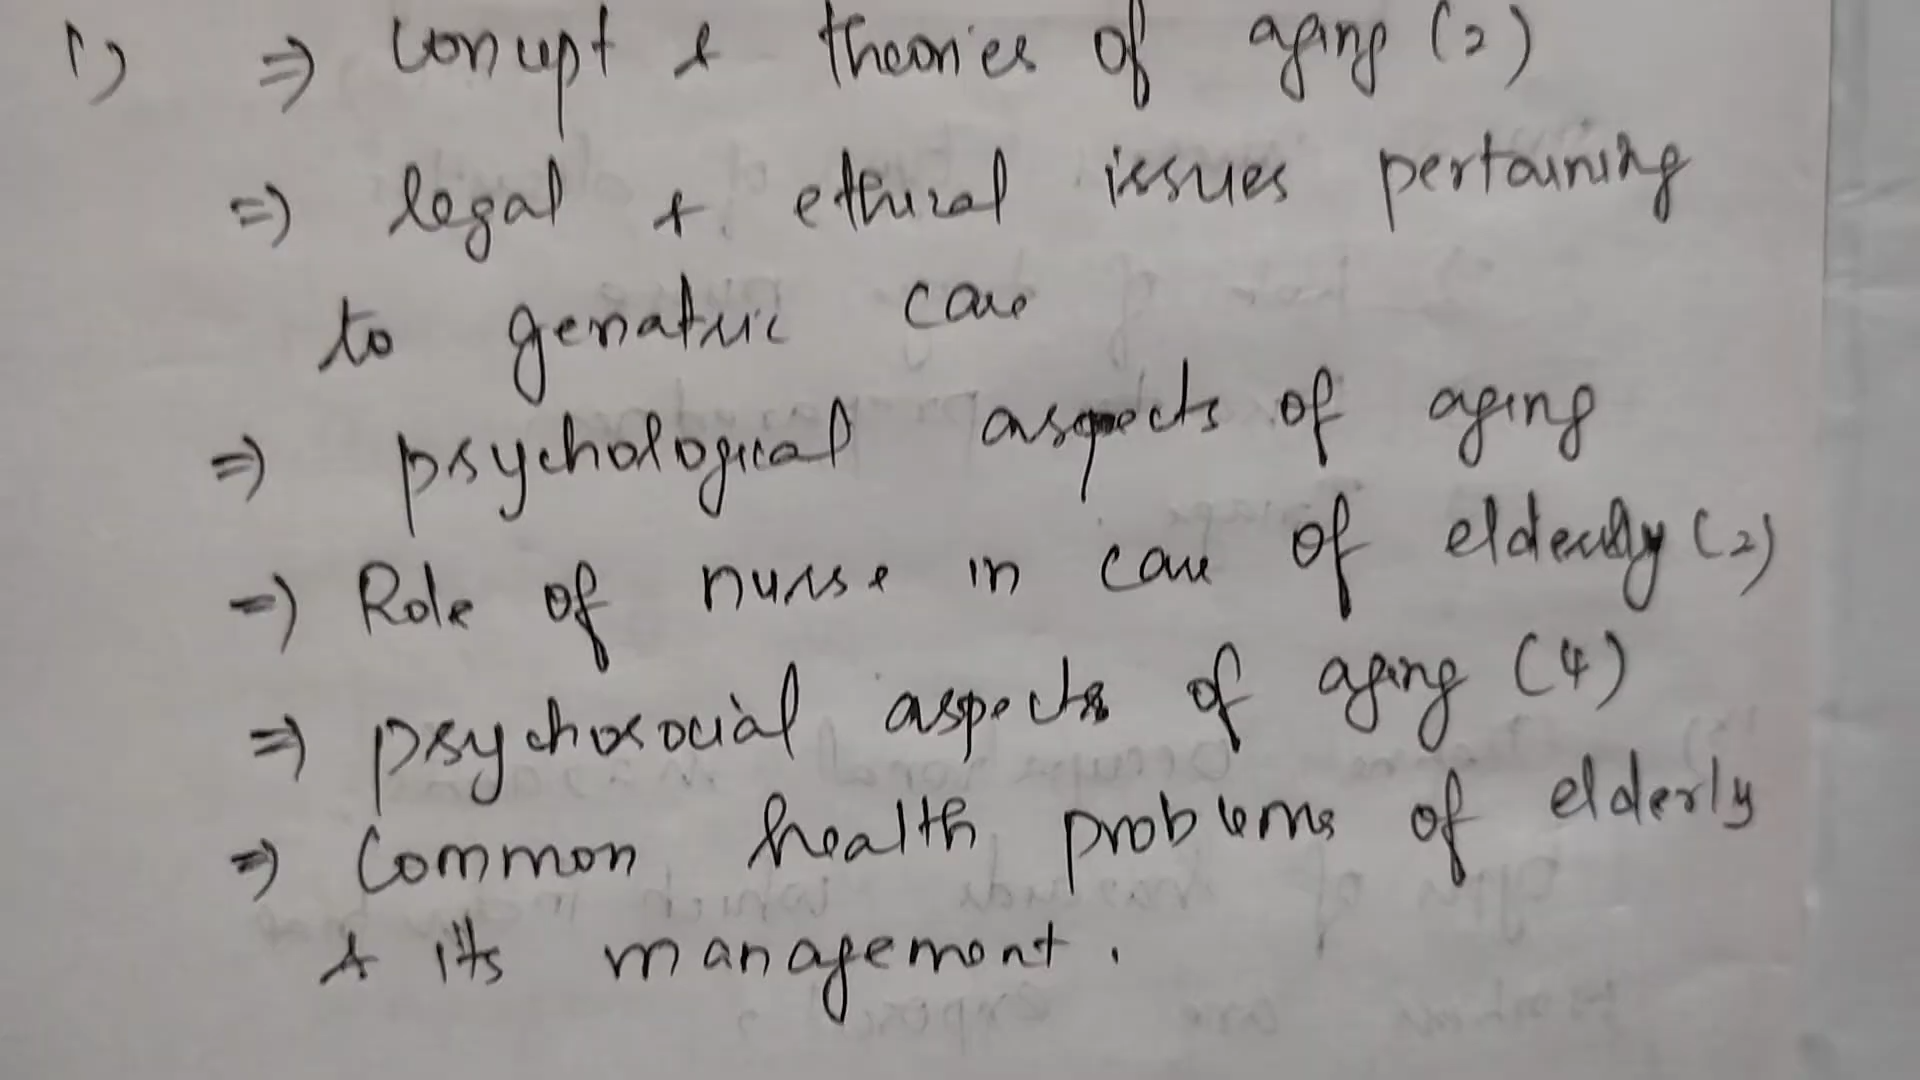 1) ⇒ concept & theories of aging (2)
⇒ legal & ethical issues pertaining
to geriatric care
⇒ psychological aspects of aging
⇒ Role of nurse in care of elderly (2)
⇒ psychosocial aspects of aging (4)
⇒ Common health problems of elderly
& its management.